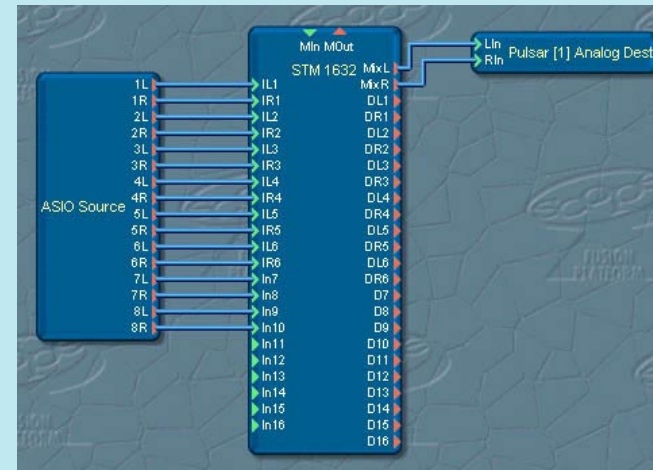 MIn MOut
STM 1632
MixL
MixR
DL1
DR1
DL2
DR2
DL3
DR3
DL4
DR4
DL5
DR5
DL6
DR6
D7
D8
D9
D10
D11
D12
D13
D14
D15
D16
IL1
IR1
IL2
IR2
IL3
IR3
IL4
IR4
IL5
IR5
IL6
IR6
In7
In8
In9
In10
In11
In12
In13
In14
In15
In16
ASIO Source
1L
1R
2L
2R
3L
3R
4L
4R
5L
5R
6L
6R
7L
7R
8L
8R
LIn
RIn
Pulsar [1] Analog Dest
FUSION
PLATFORM